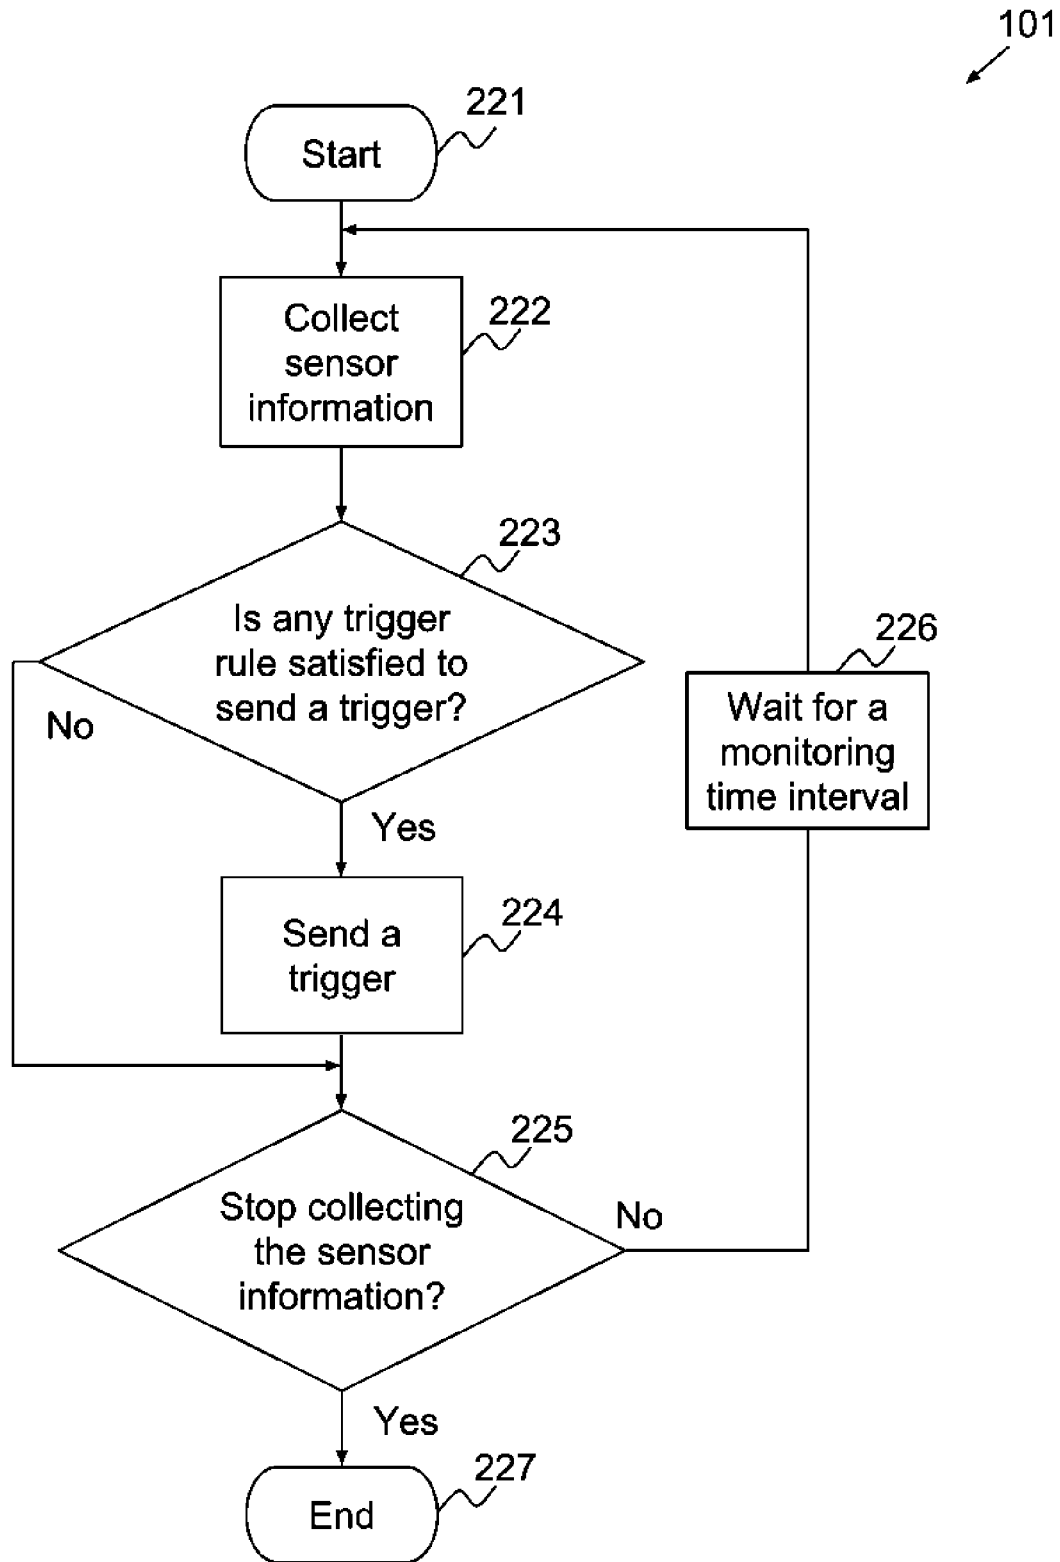 101
221
Start
Collect
sensor
information
222
223
Is any trigger
rule satisfied to
send a trigger?
No
Yes
226
Wait for a
monitoring
time interval
224
Send a
trigger
225
Stop collecting
the sensor
information?
No
Yes
227
End